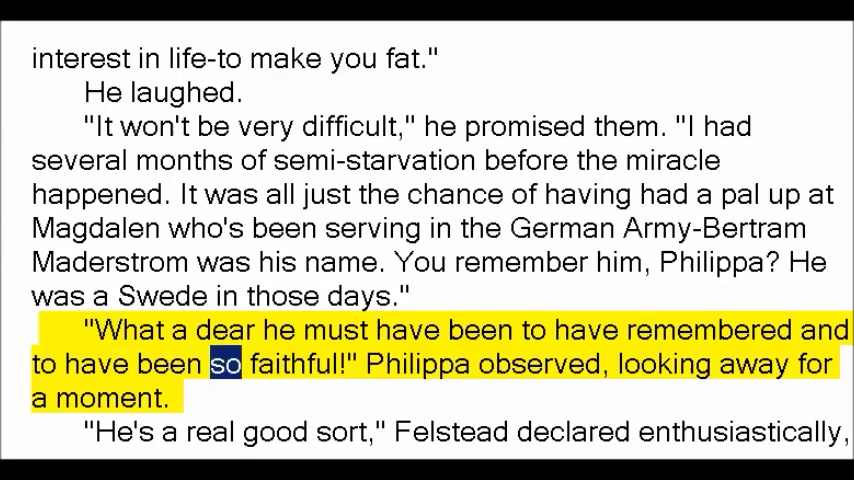 interest in life-to make you fat."
He laughed.
"It won't be very difficult," he promised them. "I had
several months of semi-starvation before the miracle
happened. It was all just the chance of having had a pal up at
Magdalen who's been serving in the German Army-Bertram
Maderstrom was his name. You remember him, Philippa? He
was a Swede in those days."
"What a dear he must have been to have remembered and
to have been so faithful!" Philippa observed, looking away for
a moment.
"He's a real good sort," Felstead declared enthusiastically,